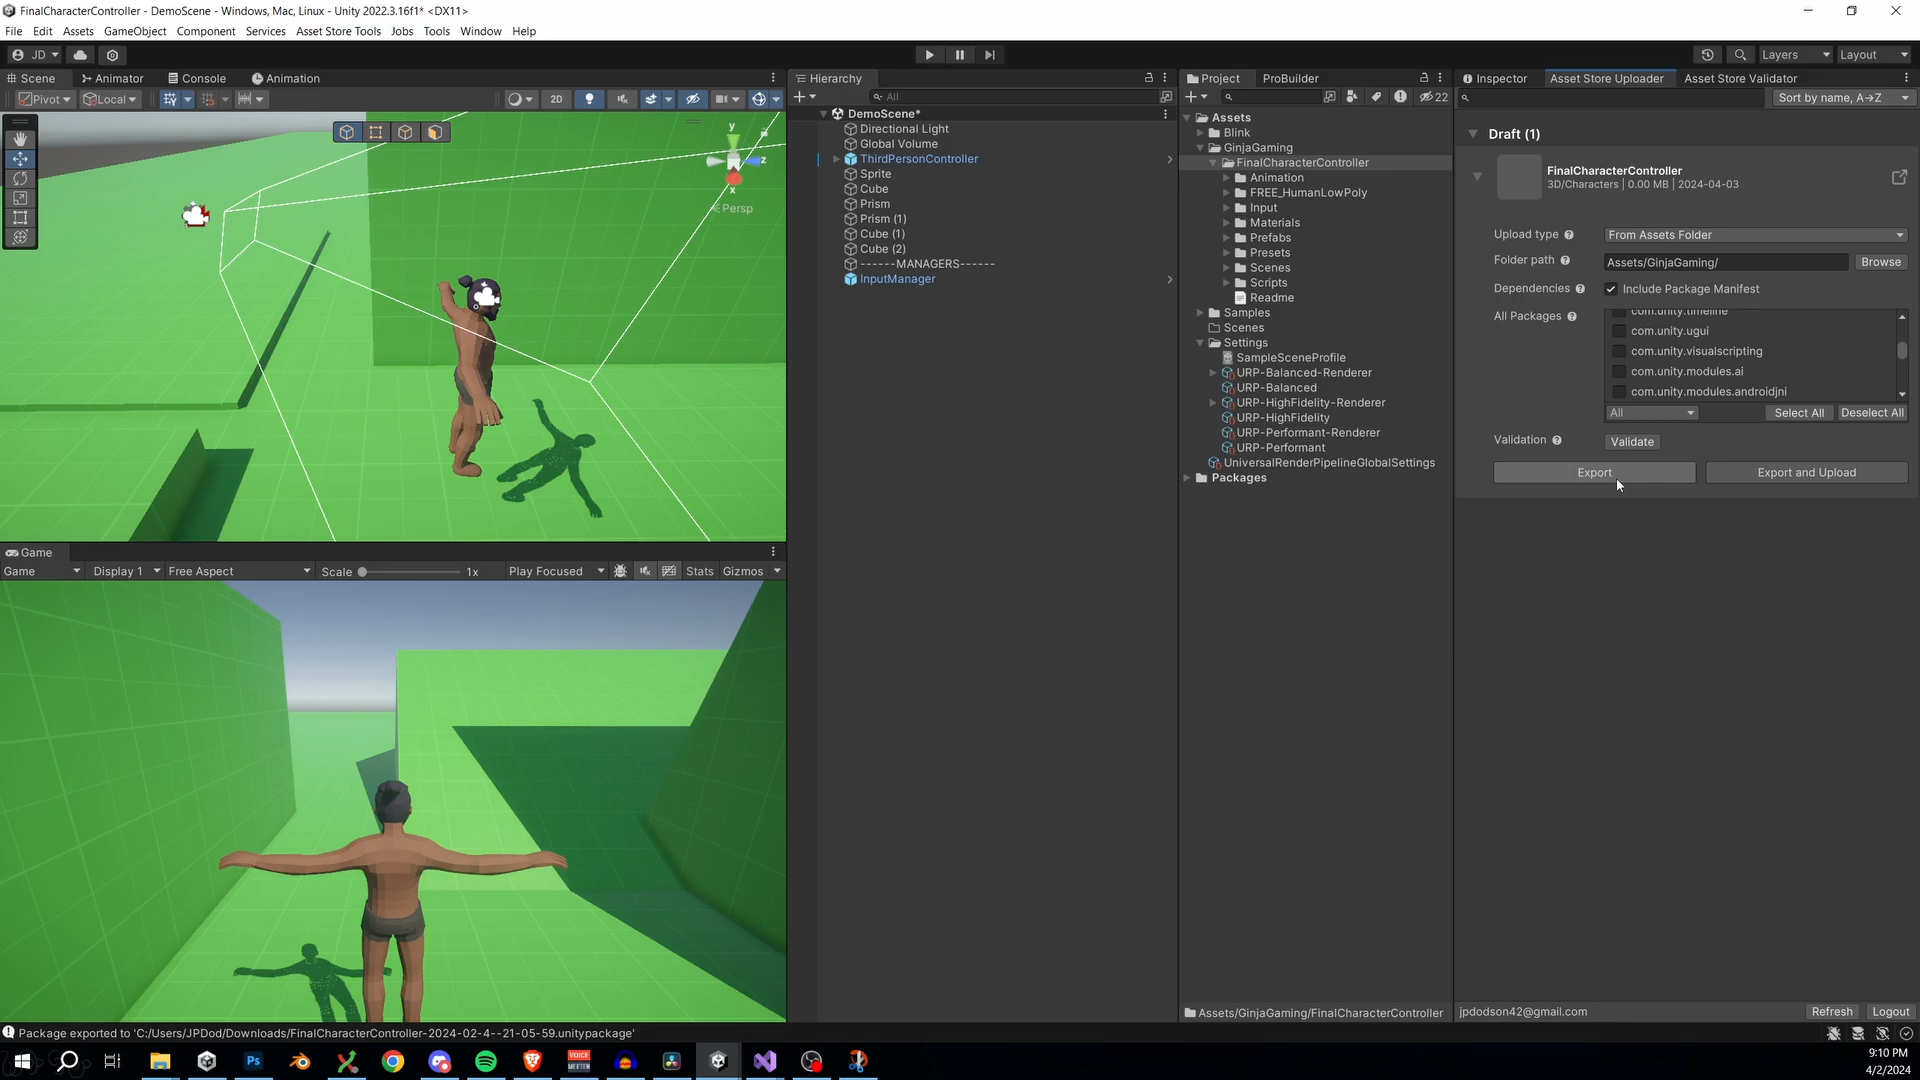 FinalCharacterController - DemoScene - Windows, Mac, Linux - Unity 2022.3.16f1* <DX11>
File Edit Assets GameObject Component Services Asset Store Tools Jobs Tools Window Help
JD Layers Layout
Scene Animator Console Animation
Pivot Local 2D
y
z
x
Persp
Game
Game Display 1 Free Aspect Scale 1x Play Focused Stats Gizmos
Hierarchy
All
DemoScene*
Directional Light
Global Volume
ThirdPersonController
Sprite
Cube
Prism
Prism (1)
Cube (1)
Cube (2)
------MANAGERS------
InputManager
Project ProBuilder
22
Assets
Blink
GinjaGaming
FinalCharacterController
Animation
FREE_HumanLowPoly
Input
Materials
Prefabs
Presets
Scenes
Scripts
Readme
Samples
Scenes
Settings
SampleSceneProfile
URP-Balanced-Renderer
URP-Balanced
URP-HighFidelity-Renderer
URP-HighFidelity
URP-Performant-Renderer
URP-Performant
UniversalRenderPipelineGlobalSettings
Packages
Assets/GinjaGaming/FinalCharacterController
Inspector Asset Store Uploader Asset Store Validator
Sort by name, A→Z
Draft (1)
FinalCharacterController
3D/Characters | 0.00 MB | 2024-04-03
Upload type From Assets Folder
Folder path Assets/GinjaGaming/ Browse
Dependencies Include Package Manifest
All Packages com.unity.timeline
com.unity.ugui
com.unity.visualscripting
com.unity.modules.ai
com.unity.modules.androidjni
All Select All Deselect All
Validation Validate
Export Export and Upload
jpdodson42@gmail.com Refresh Logout
Package exported to 'C:/Users/JPDod/Downloads/FinalCharacterController-2024-02-4--21-05-59.unitypackage'
Ps
VOICE
MEETER
9:10 PM
4/2/2024